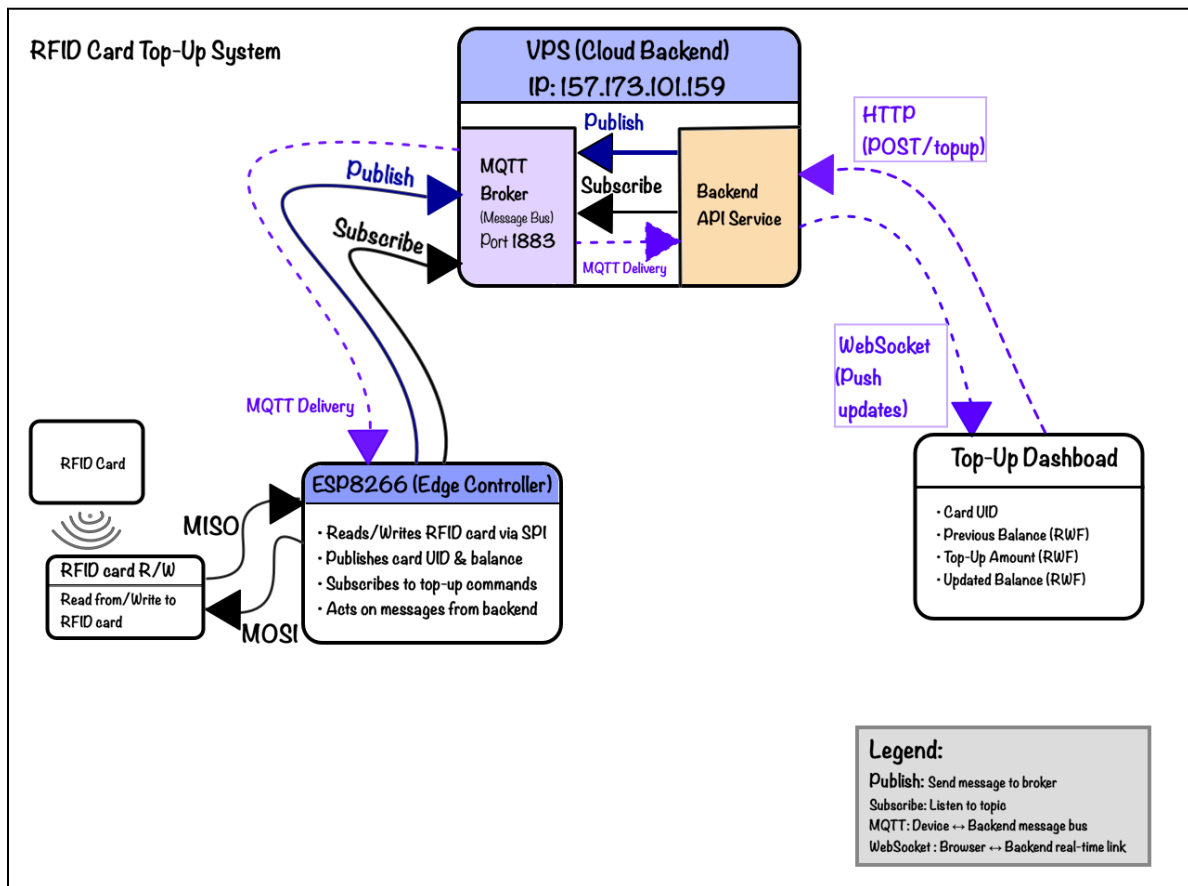 RFID Card Top-Up System
VPS (Cloud Backend)
IP: 157.173.101.159
Publish
Subscribe
MQTT
Broker
(Message Bus)
Port 1883
Publish
Subscribe
MQTT Delivery
Backend
API Service
HTTP
(POST/topup)
WebSocket
(Push
updates)
MQTT Delivery
RFID Card
MISO
MOSI
RFID card R/W
Read from/Write to
RFID card
ESP8266 (Edge Controller)
• Reads/Writes RFID card via SPI
• Publishes card UID & balance
• Subscribes to top-up commands
• Acts on messages from backend
Top-Up Dashboad
• Card UID
• Previous Balance (RWF)
• Top-Up Amount (RWF)
• Updated Balance (RWF)
Legend:
Publish: Send message to broker
Subscribe: Listen to topic
MQTT: Device ↔ Backend message bus
WebSocket : Browser ↔ Backend real-time link